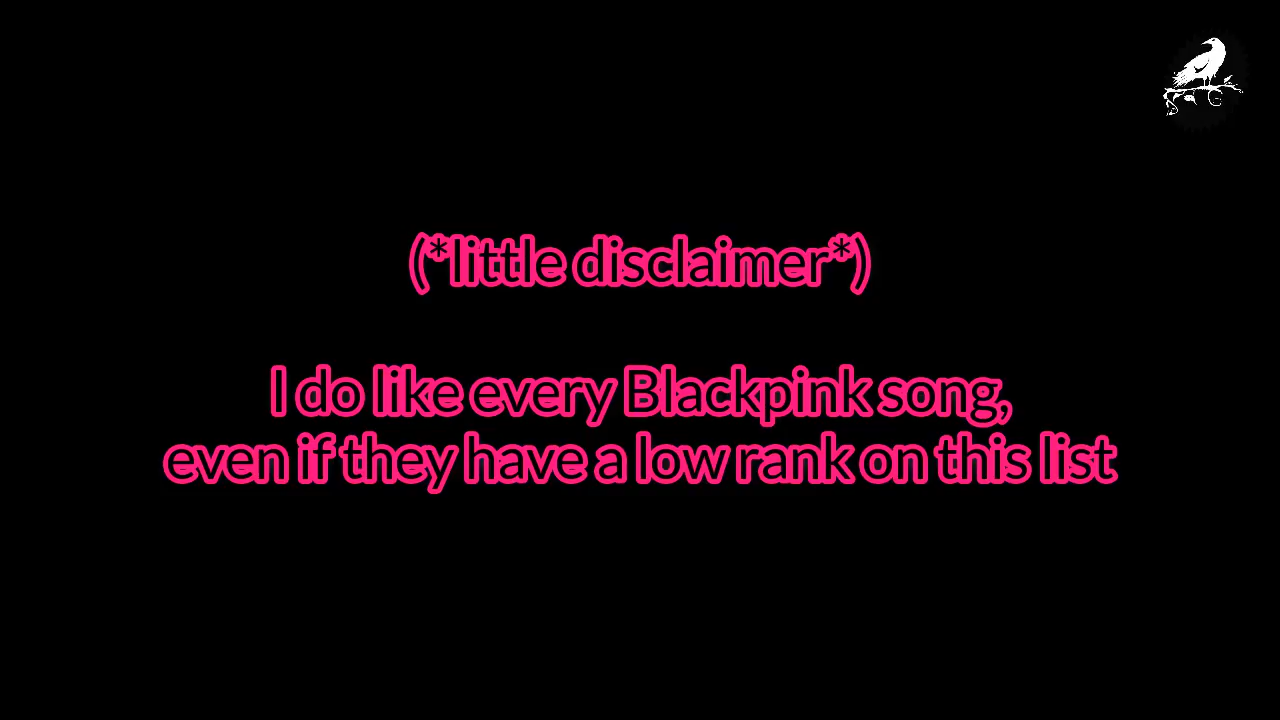 (*little disclaimer*)
I do like every Blackpink song,
even if they have a low rank on this list